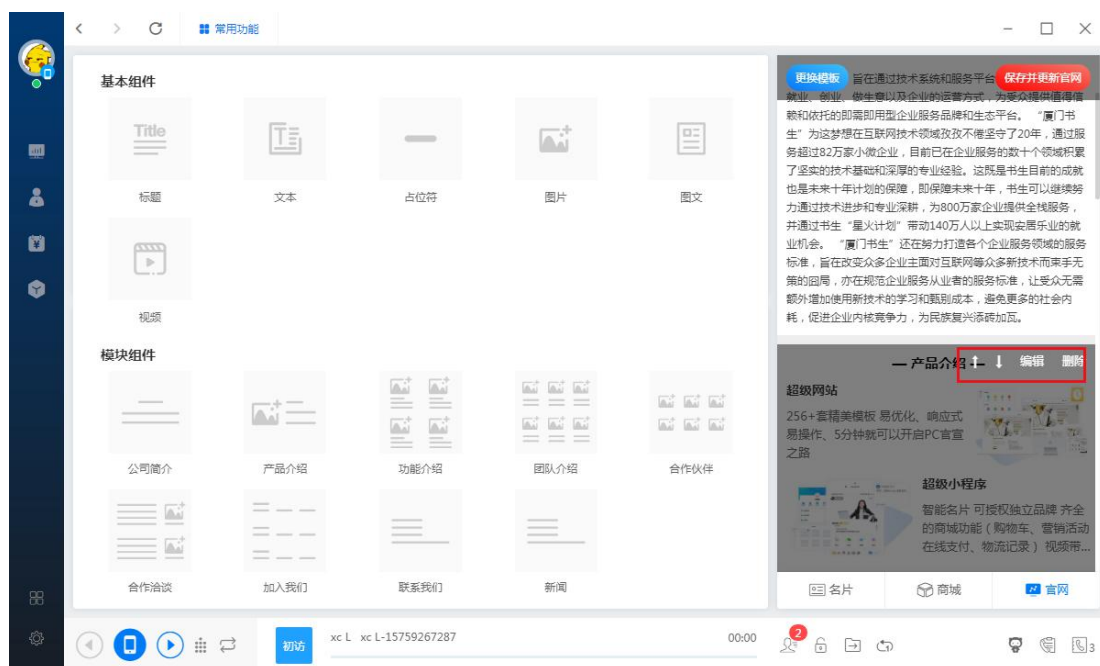 常用功能
基本组件
Title
标题
文本
占位符
图片
图文
视频
模块组件
公司简介
产品介绍
功能介绍
团队介绍
合作伙伴
合作洽谈
加入我们
联系我们
新闻
更换模板
旨在通过技术系统和服务平台
保存并更新官网
就业、创业、做生意以及企业的运营方式，为受众提供值得信
赖和依托的即需即用型企业服务品牌和生态平台。 “厦门书
生”为这梦想在互联网技术领域孜孜不倦坚守了20年，通过服
务超过82万家小微企业，目前已在企业服务的数十个领域积累
了坚实的技术基础和深厚的专业经验。这既是书生目前的成就
也是未来十年计划的保障，即保障未来十年，书生可以继续努
力通过技术进步和专业深耕，为800万家企业提供全栈服务，
并通过书生“星火计划”带动140万人以上实现安居乐业的就
业机会。 “厦门书生”还在努力打造各个企业服务领域的服务
标准，旨在改变众多企业主面对互联网等众多新技术而束手无
策的囧局，亦在规范企业服务从业者的服务标准，让受众无需
额外增加使用新技术的学习和甄别成本，避免更多的社会内
耗，促进企业内核竞争力，为民族复兴添砖加瓦。
— 产品介绍 —
↑ ↓ 编辑 删除
超级网站
256+套精美模板 易优化、响应式
易操作、5分钟就可以开启PC官宣
之路
超级小程序
智能名片 可授权独立品牌 齐全
的商城功能（购物车、营销活动
在线支付、物流记录）视频带...
名片
商城
官网
初访
xc L xc L-15759267287
00:00
2
3